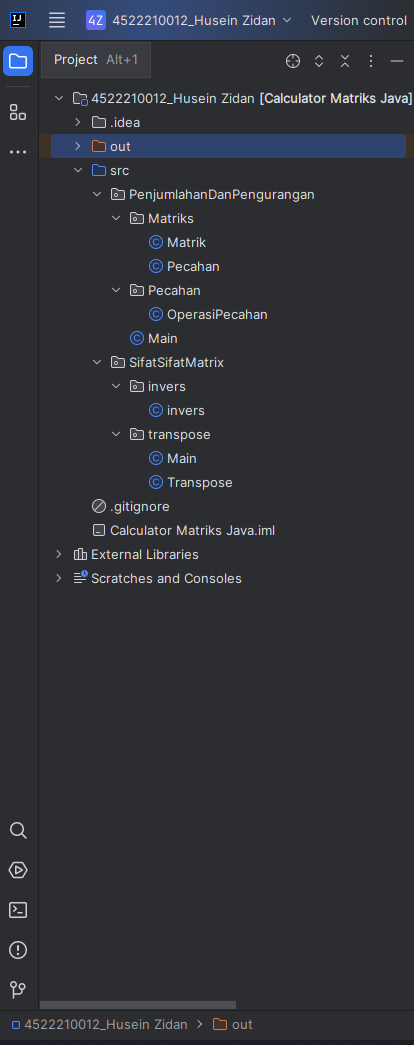 IJ
4Z 4522210012_Husein Zidan Version control
Project Alt+1
4522210012_Husein Zidan [Calculator Matriks Java]
.idea
out
src
PenjumlahanDanPengurangan
Matriks
C Matrik
C Pecahan
Pecahan
C OperasiPecahan
C Main
SifatSifatMatrix
invers
C invers
transpose
C Main
C Transpose
.gitignore
Calculator Matriks Java.iml
External Libraries
Scratches and Consoles
4522210012_Husein Zidan > out